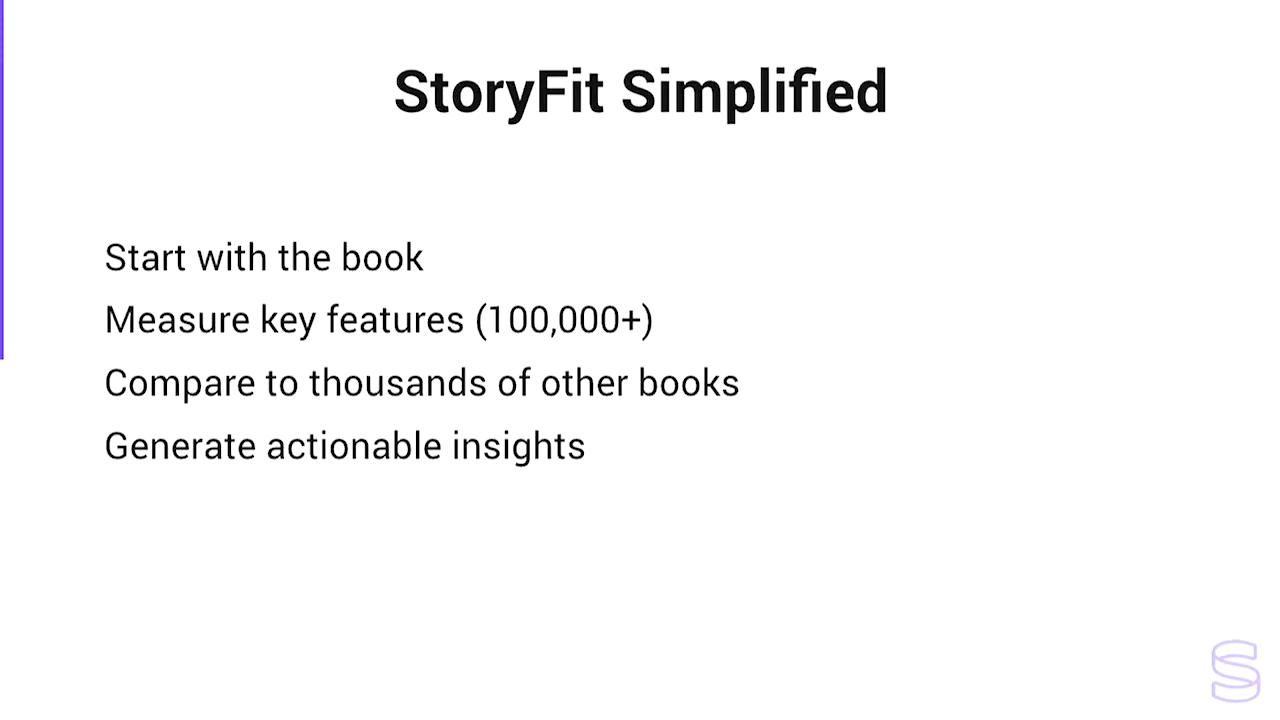 StoryFit Simplified
Start with the book
Measure key features (100,000+)
Compare to thousands of other books
Generate actionable insights